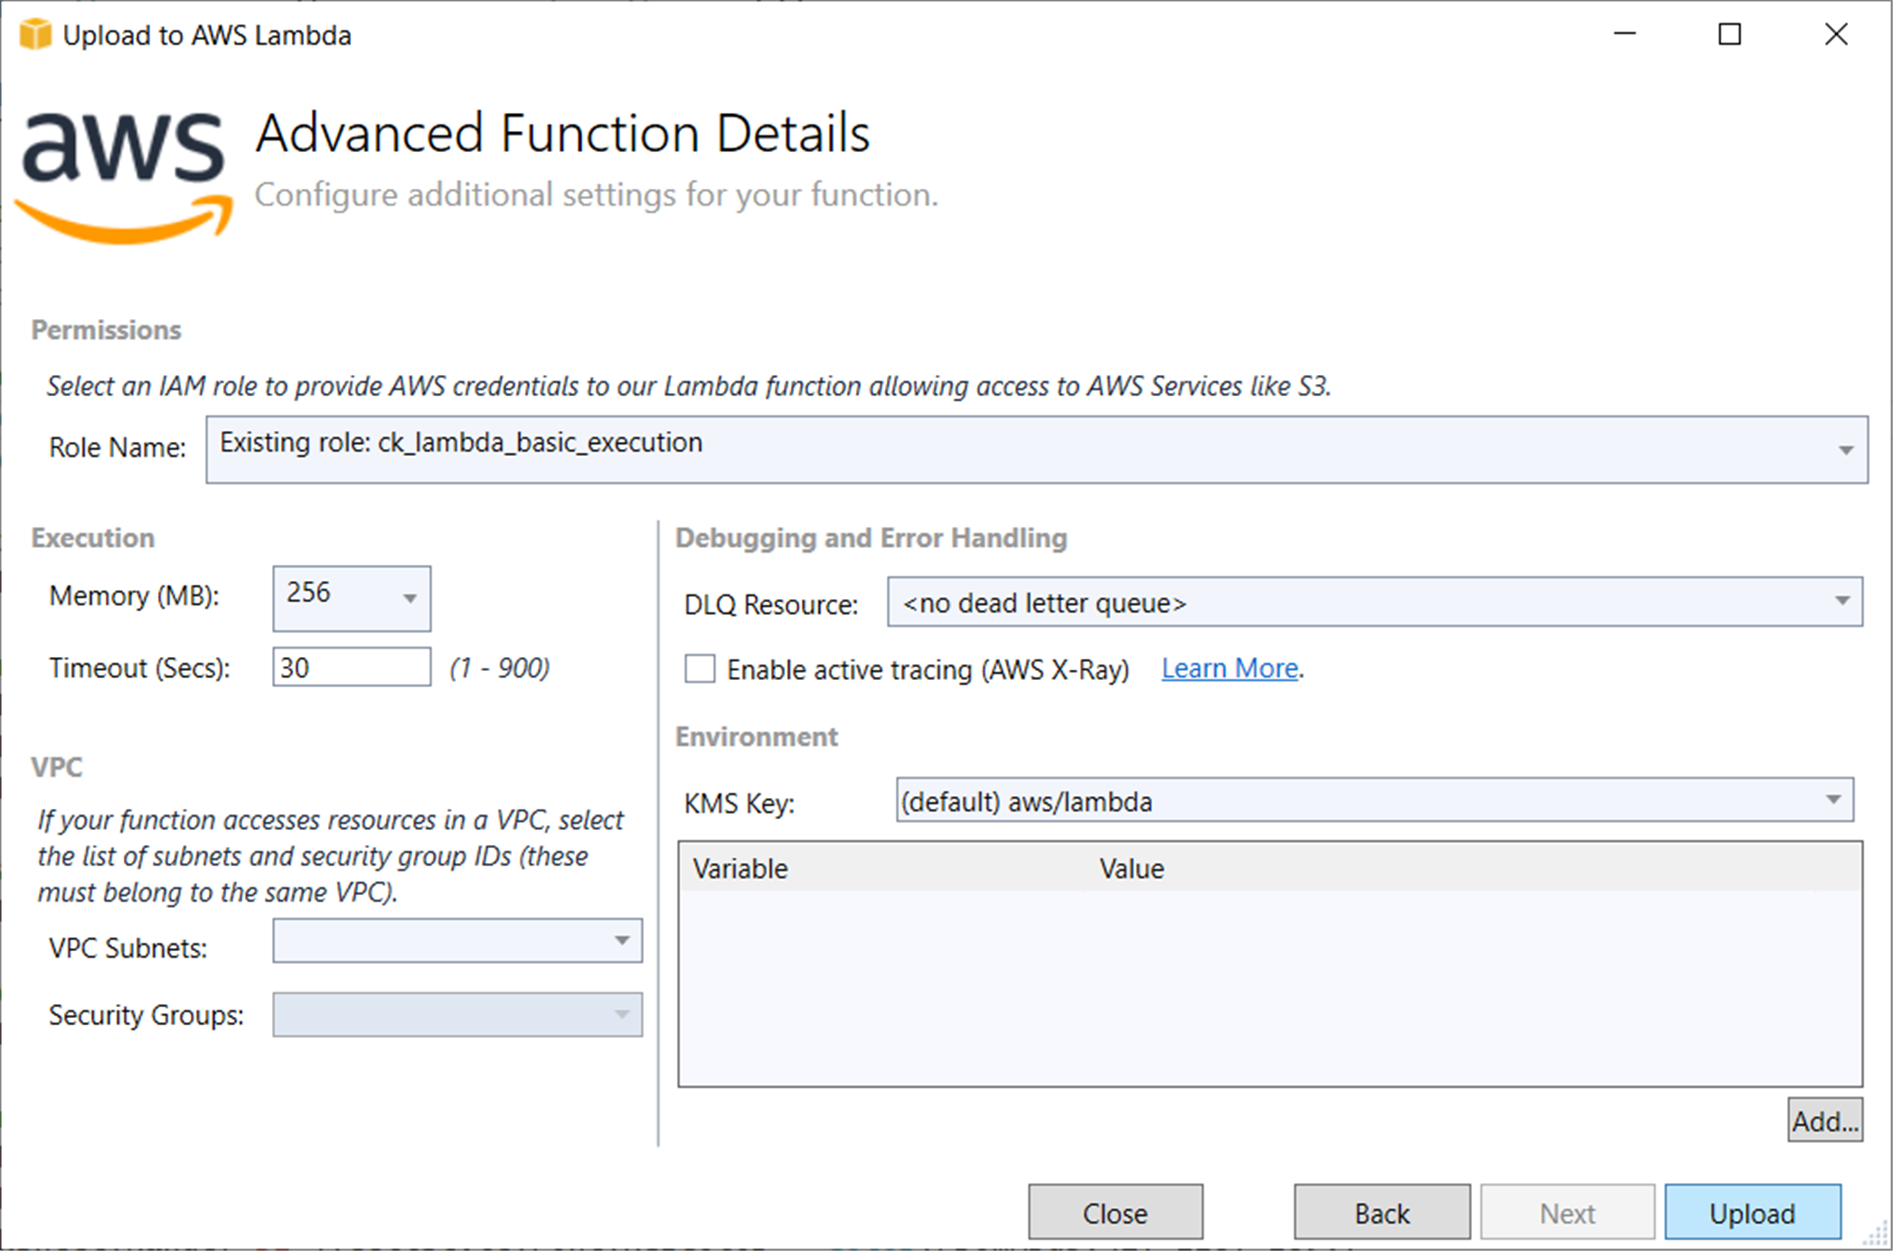 Upload to AWS Lambda
aws
Advanced Function Details
Configure additional settings for your function.
Permissions
Select an IAM role to provide AWS credentials to our Lambda function allowing access to AWS Services like S3.
Role Name: Existing role: ck_lambda_basic_execution
Execution
Memory (MB): 256
Timeout (Secs): 30 (1 - 900)
VPC
If your function accesses resources in a VPC, select
the list of subnets and security group IDs (these
must belong to the same VPC).
VPC Subnets:
Security Groups:
Debugging and Error Handling
DLQ Resource: <no dead letter queue>
Enable active tracing (AWS X-Ray) Learn More.
Environment
KMS Key: (default) aws/lambda
Variable Value
Add...
Close Back Next Upload